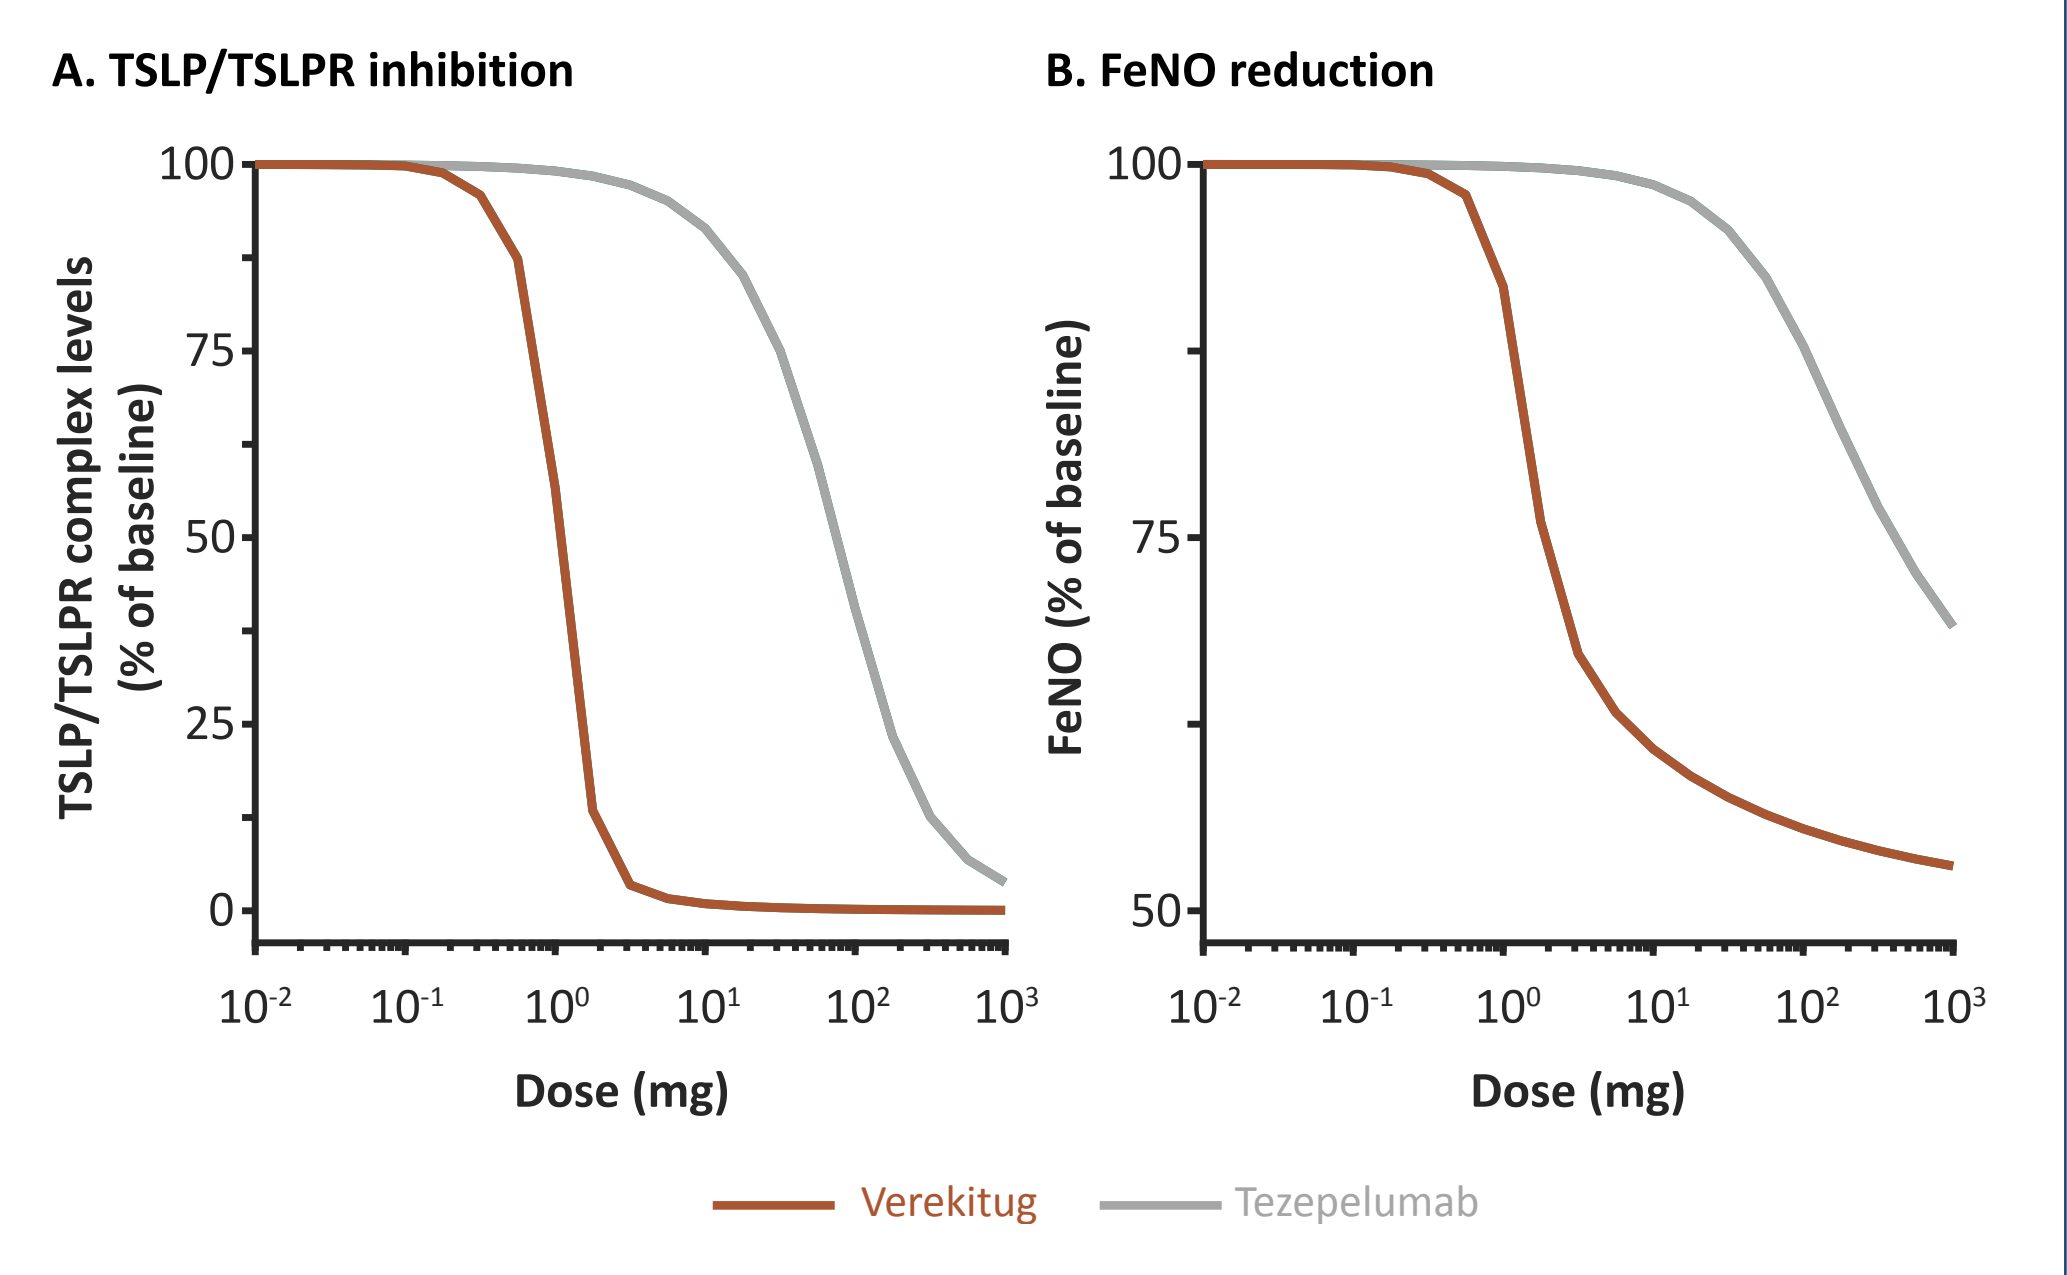 A. TSLP/TSLPR inhibition
TSLP/TSLPR complex levels
(% of baseline)
100
75
50
25
0
10⁻² 10⁻¹ 10⁰ 10¹ 10² 10³
Dose (mg)
B. FeNO reduction
FeNO (% of baseline)
100
75
50
10⁻² 10⁻¹ 10⁰ 10¹ 10² 10³
Dose (mg)
Verekitug Tezepelumab